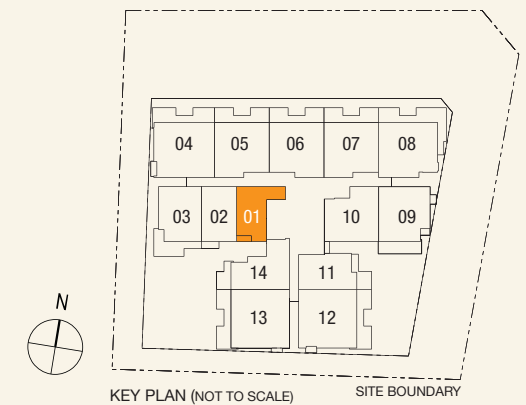 04 05 06 07 08
03 02 01 10 09
14 11
13 12
N
KEY PLAN (NOT TO SCALE)
SITE BOUNDARY